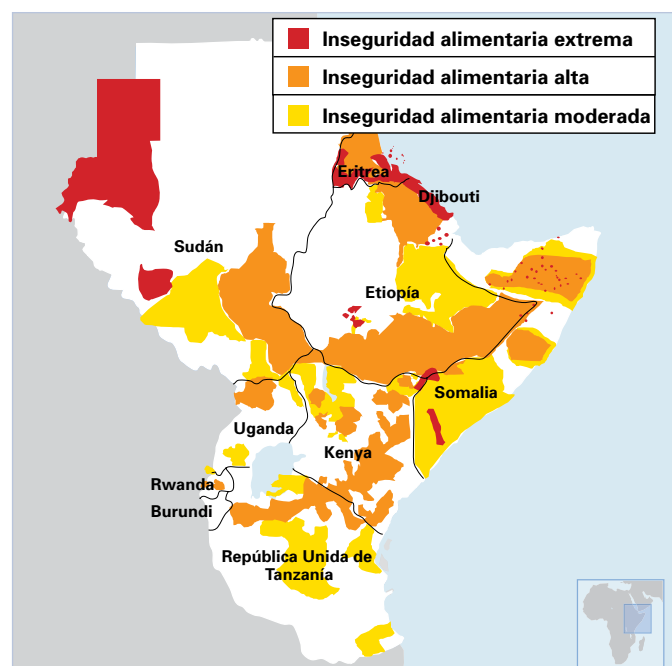 Inseguridad alimentaria extrema
Inseguridad alimentaria alta
Inseguridad alimentaria moderada
Eritrea
Djibouti
Sudán
Etiopía
Somalia
Uganda
Kenya
Rwanda
Burundi
República Unida de
Tanzanía